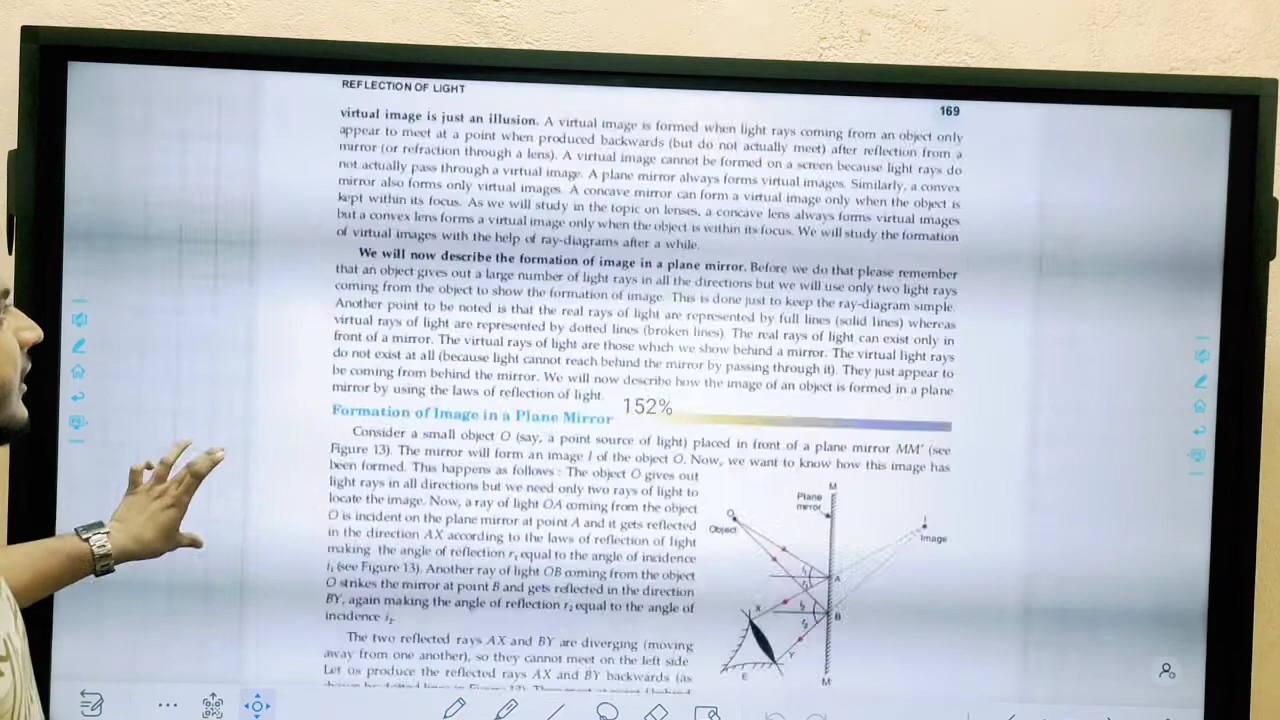 REFLECTION OF LIGHT
169
virtual image is just an illusion. A virtual image is formed when light rays coming from an object only
appear to meet at a point when produced backwards (but do not actually meet) after reflection from a
mirror (or refraction through a lens). A virtual image cannot be formed on a screen because light rays do
not actually pass through a virtual image. A plane mirror always forms virtual images. Similarly, a convex
mirror also forms only virtual images. A concave mirror can form a virtual image only when the object is
kept within its focus. As we will study in the topic on lenses, a concave lens always forms virtual images
but a convex lens forms a virtual image only when the object is within its focus. We will study the formation
of virtual images with the help of ray-diagrams after a while.
We will now describe the formation of image in a plane mirror. Before we do that please remember
that an object gives out a large number of light rays in all the directions but we will use only two light rays
coming from the object to show the formation of image. This is done just to keep the ray-diagram simple.
Another point to be noted is that the real rays of light are represented by full lines (solid lines) whereas
virtual rays of light are represented by dotted lines (broken lines). The real rays of light can exist only in
front of a mirror. The virtual rays of light are those which we show behind a mirror. The virtual light rays
do not exist at all (because light cannot reach behind the mirror by passing through it). They just appear to
be coming from behind the mirror. We will now describe how the image of an object is formed in a plane
mirror by using the laws of reflection of light.
152%
Formation of Image in a Plane Mirror
Consider a small object O (say, a point source of light) placed in front of a plane mirror MM' (see
Figure 13). The mirror will form an image I of the object O. Now, we want to know how this image has
been formed. This happens as follows : The object O gives out
light rays in all directions but we need only two rays of light to
locate the image. Now, a ray of light OA coming from the object
O is incident on the plane mirror at point A and it gets reflected
in the direction AX according to the laws of reflection of light
making the angle of reflection r₁ equal to the angle of incidence
i₁ (see Figure 13). Another ray of light OB coming from the object
O strikes the mirror at point B and gets reflected in the direction
BY, again making the angle of reflection r₂ equal to the angle of
incidence i₂.
The two reflected rays AX and BY are diverging (moving
away from one another), so they cannot meet on the left side
Let us produce the reflected rays AX and BY backwards (as
M
Plane
mirror
O
Object
I
Image
i₁
r₁
A
X
i₂
r₂
B
Y
E
M'